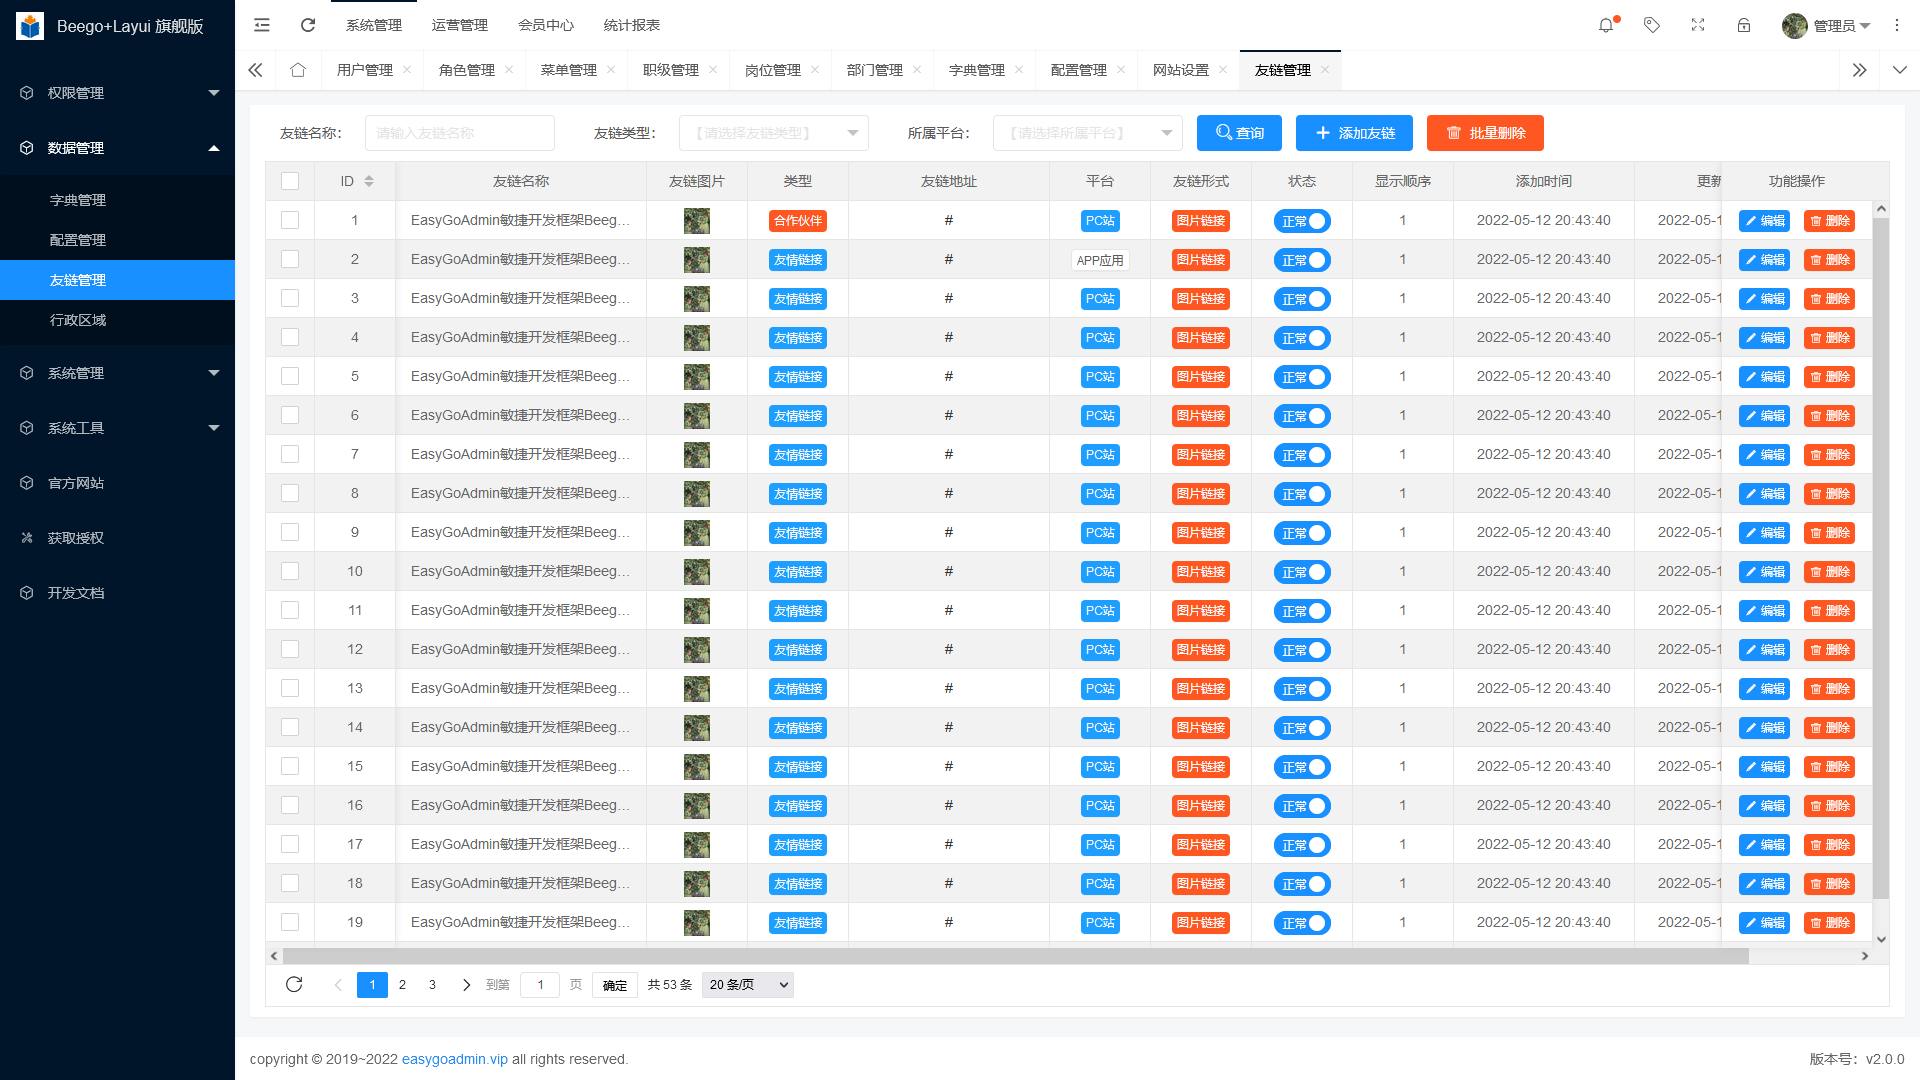 Beego+Layui 旗舰版
系统管理 运营管理 会员中心 统计报表 管理员
用户管理 角色管理 菜单管理 职级管理 岗位管理 部门管理 字典管理 配置管理 网站设置 友链管理
权限管理
数据管理
字典管理
配置管理
友链管理
行政区域
系统管理
系统工具
官方网站
获取授权
开发文档
友链名称： 请输入友链名称 友链类型： 【请选择友链类型】 所属平台： 【请选择所属平台】 查询 添加友链 批量删除
ID 友链名称 友链图片 类型 友链地址 平台 友链形式 状态 显示顺序 添加时间 更新 功能操作
1 EasyGoAdmin敏捷开发框架Beeg... 合作伙伴 # PC站 图片链接 正常 1 2022-05-12 20:43:40 2022-05-1 编辑 删除
2 EasyGoAdmin敏捷开发框架Beeg... 友情链接 # APP应用 图片链接 正常 1 2022-05-12 20:43:40 2022-05-1 编辑 删除
3 EasyGoAdmin敏捷开发框架Beeg... 友情链接 # PC站 图片链接 正常 1 2022-05-12 20:43:40 2022-05-1 编辑 删除
4 EasyGoAdmin敏捷开发框架Beeg... 友情链接 # PC站 图片链接 正常 1 2022-05-12 20:43:40 2022-05-1 编辑 删除
5 EasyGoAdmin敏捷开发框架Beeg... 友情链接 # PC站 图片链接 正常 1 2022-05-12 20:43:40 2022-05-1 编辑 删除
6 EasyGoAdmin敏捷开发框架Beeg... 友情链接 # PC站 图片链接 正常 1 2022-05-12 20:43:40 2022-05-1 编辑 删除
7 EasyGoAdmin敏捷开发框架Beeg... 友情链接 # PC站 图片链接 正常 1 2022-05-12 20:43:40 2022-05-1 编辑 删除
8 EasyGoAdmin敏捷开发框架Beeg... 友情链接 # PC站 图片链接 正常 1 2022-05-12 20:43:40 2022-05-1 编辑 删除
9 EasyGoAdmin敏捷开发框架Beeg... 友情链接 # PC站 图片链接 正常 1 2022-05-12 20:43:40 2022-05-1 编辑 删除
10 EasyGoAdmin敏捷开发框架Beeg... 友情链接 # PC站 图片链接 正常 1 2022-05-12 20:43:40 2022-05-1 编辑 删除
11 EasyGoAdmin敏捷开发框架Beeg... 友情链接 # PC站 图片链接 正常 1 2022-05-12 20:43:40 2022-05-1 编辑 删除
12 EasyGoAdmin敏捷开发框架Beeg... 友情链接 # PC站 图片链接 正常 1 2022-05-12 20:43:40 2022-05-1 编辑 删除
13 EasyGoAdmin敏捷开发框架Beeg... 友情链接 # PC站 图片链接 正常 1 2022-05-12 20:43:40 2022-05-1 编辑 删除
14 EasyGoAdmin敏捷开发框架Beeg... 友情链接 # PC站 图片链接 正常 1 2022-05-12 20:43:40 2022-05-1 编辑 删除
15 EasyGoAdmin敏捷开发框架Beeg... 友情链接 # PC站 图片链接 正常 1 2022-05-12 20:43:40 2022-05-1 编辑 删除
16 EasyGoAdmin敏捷开发框架Beeg... 友情链接 # PC站 图片链接 正常 1 2022-05-12 20:43:40 2022-05-1 编辑 删除
17 EasyGoAdmin敏捷开发框架Beeg... 友情链接 # PC站 图片链接 正常 1 2022-05-12 20:43:40 2022-05-1 编辑 删除
18 EasyGoAdmin敏捷开发框架Beeg... 友情链接 # PC站 图片链接 正常 1 2022-05-12 20:43:40 2022-05-1 编辑 删除
19 EasyGoAdmin敏捷开发框架Beeg... 友情链接 # PC站 图片链接 正常 1 2022-05-12 20:43:40 2022-05-1 编辑 删除
1 2 3 到第 1 页 确定 共 53 条 20 条/页
copyright © 2019~2022 easygoadmin.vip all rights reserved. 版本号：v2.0.0